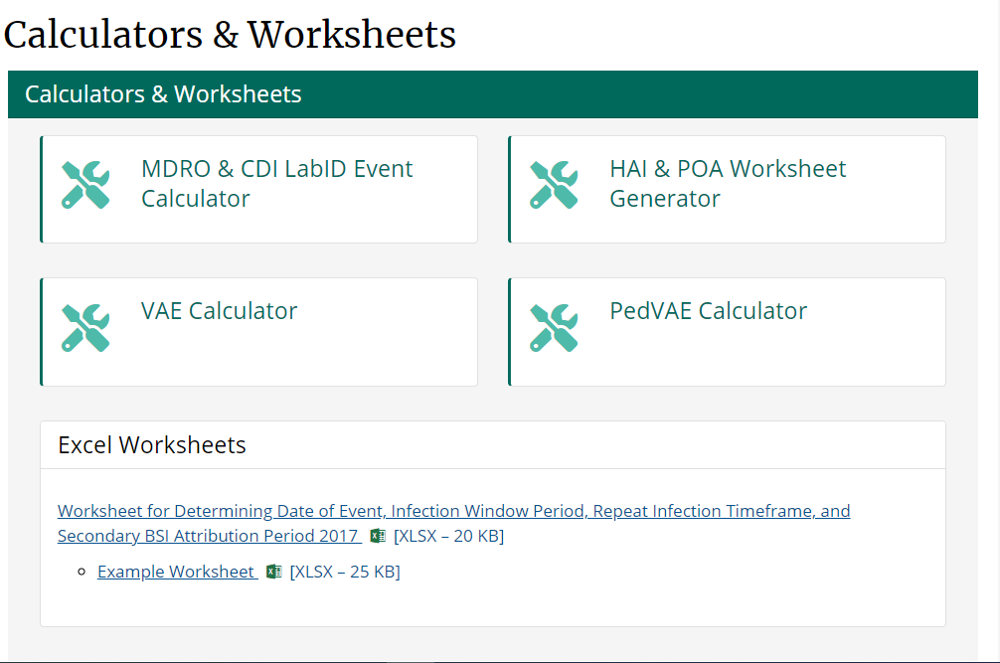 Calculators & Worksheets
Calculators & Worksheets
MDRO & CDI LabID Event
Calculator
HAI & POA Worksheet
Generator
VAE Calculator
PedVAE Calculator
Excel Worksheets
Worksheet for Determining Date of Event, Infection Window Period, Repeat Infection Timeframe, and
Secondary BSI Attribution Period 2017 [XLSX – 20 KB]
Example Worksheet [XLSX – 25 KB]